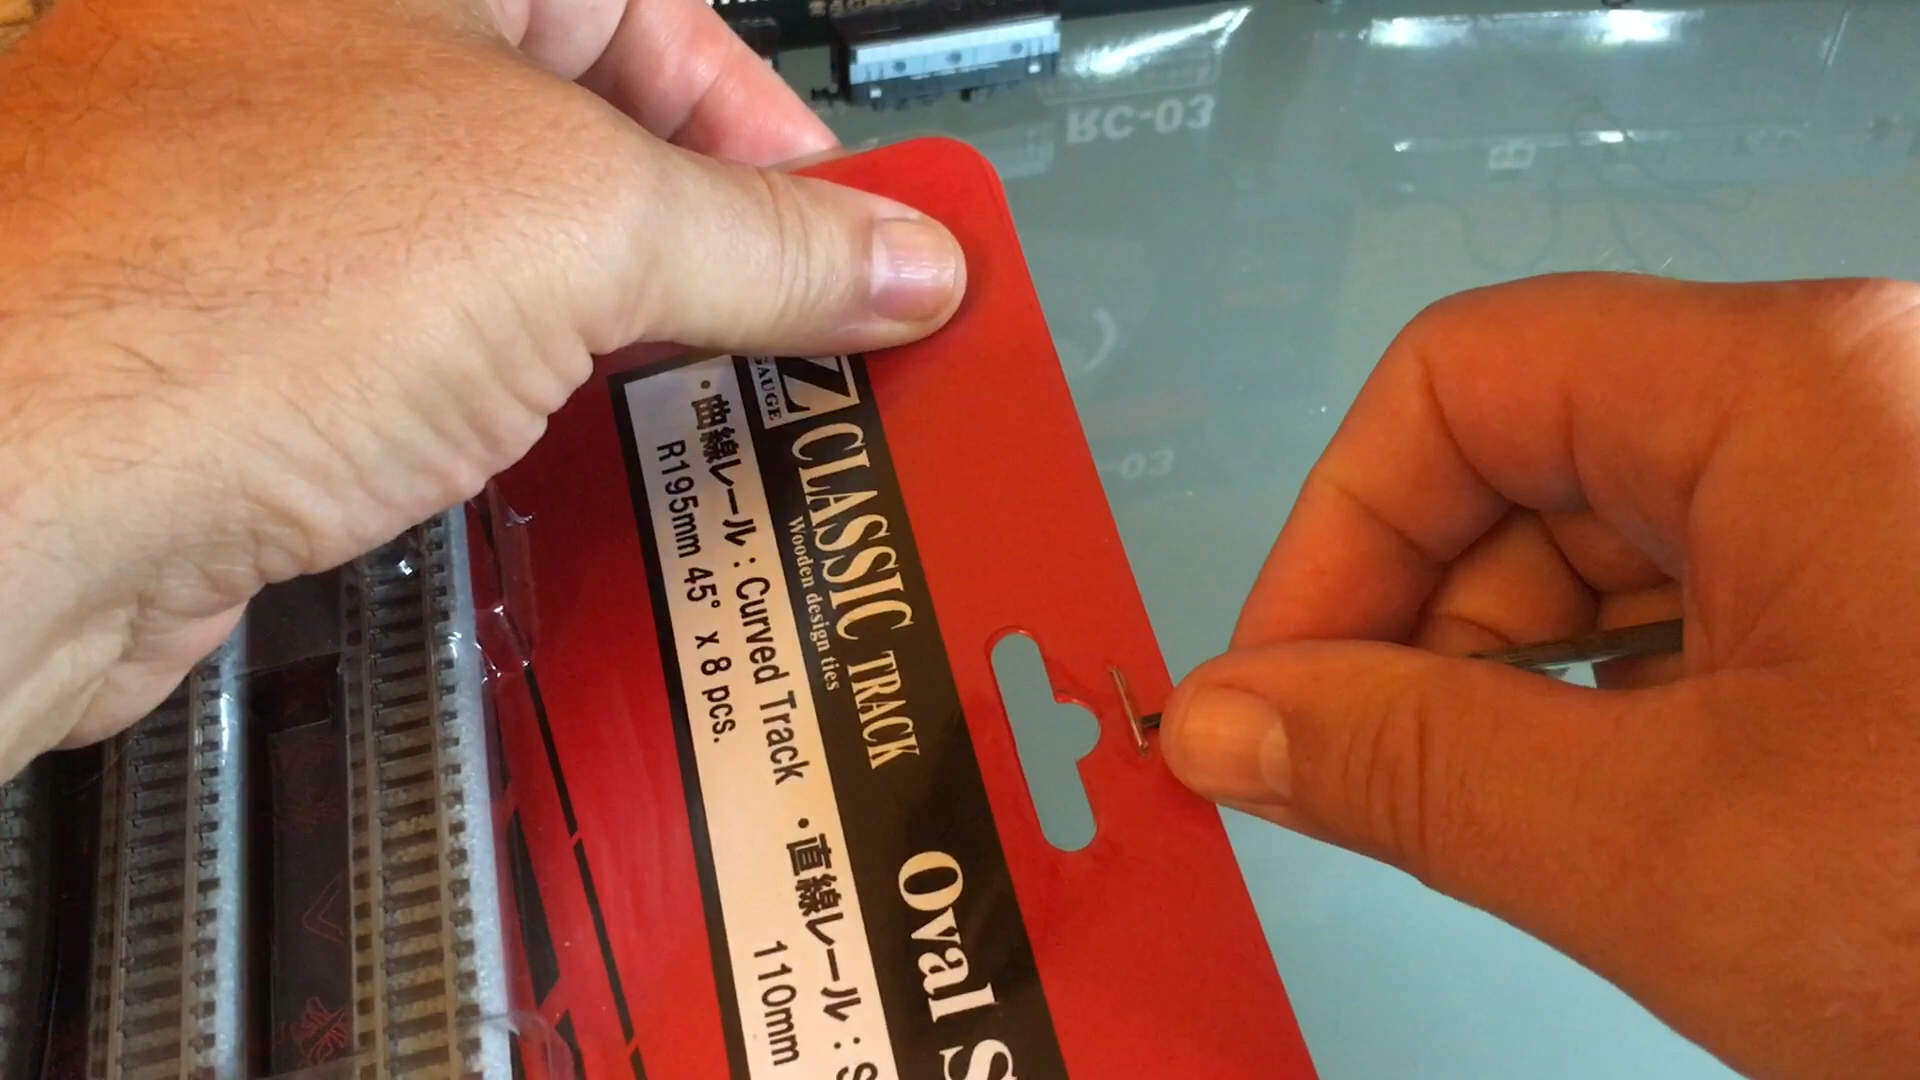 Z
GAUGE
CLASSIC TRACK
Wooden design ties
Oval
・曲線レール : Curved Track
R195mm 45° x 8 pcs.
・直線レール : S
110mm
RC-03
-03